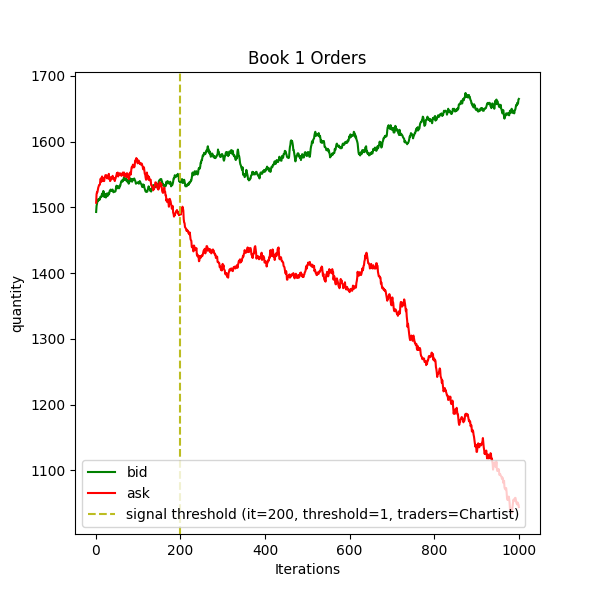 Book 1 Orders
1700
1600
1500
1400
1300
1200
1100
quantity
bid
ask
signal threshold (it=200, threshold=1, traders=Chartist)
0 200 400 600 800 1000
Iterations